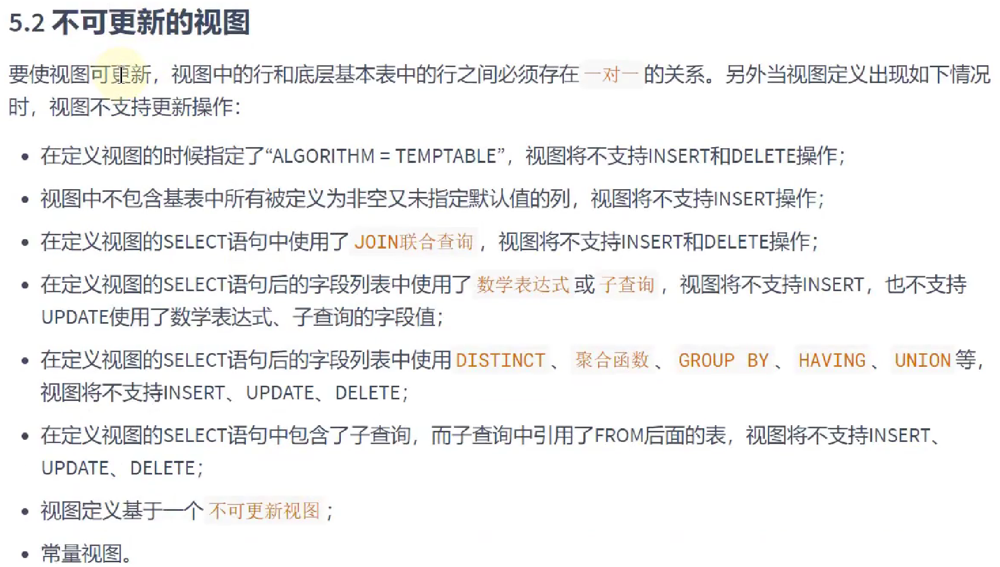 5.2 不可更新的视图
要使视图可更新，视图中的行和底层基本表中的行之间必须存在 一对一 的关系。另外当视图定义出现如下情况
时，视图不支持更新操作：
• 在定义视图的时候指定了“ALGORITHM = TEMPTABLE”，视图将不支持INSERT和DELETE操作；
• 视图中不包含基表中所有被定义为非空又未指定默认值的列，视图将不支持INSERT操作；
• 在定义视图的SELECT语句中使用了 JOIN联合查询 ，视图将不支持INSERT和DELETE操作；
• 在定义视图的SELECT语句后的字段列表中使用了 数学表达式 或 子查询 ，视图将不支持INSERT，也不支持
UPDATE使用了数学表达式、子查询的字段值；
• 在定义视图的SELECT语句后的字段列表中使用 DISTINCT 、 聚合函数 、 GROUP BY 、 HAVING 、 UNION 等，
视图将不支持INSERT、UPDATE、DELETE；
• 在定义视图的SELECT语句中包含了子查询，而子查询中引用了FROM后面的表，视图将不支持INSERT、
UPDATE、DELETE；
• 视图定义基于一个 不可更新视图 ；
• 常量视图。